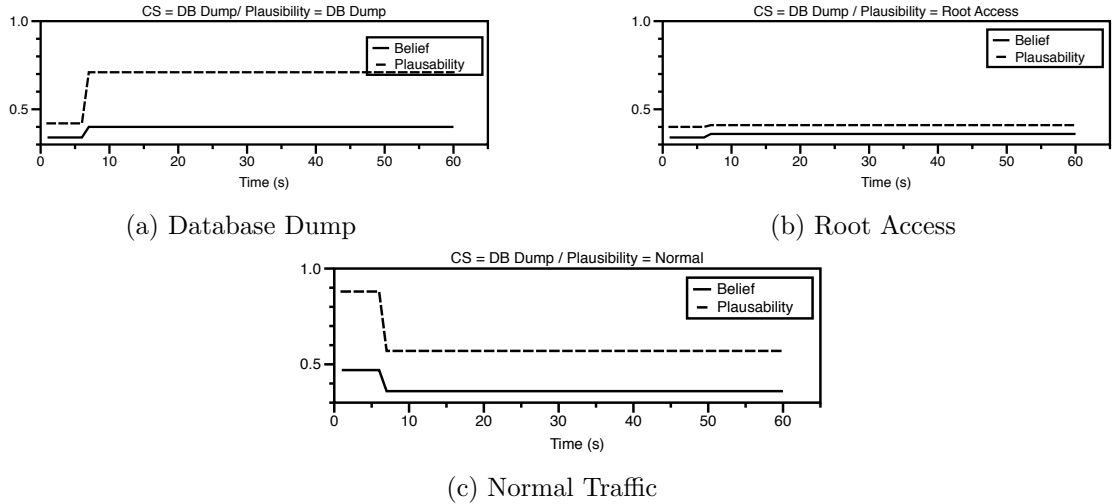 CS = DB Dump/ Plausibility = DB Dump
1.0
0.5
Belief
Plausability
0 10 20 30 40 50 60
Time (s)
(a) Database Dump
CS = DB Dump / Plausibility = Root Access
1.0
0.5
Belief
Plausability
0 10 20 30 40 50 60
Time (s)
(b) Root Access
CS = DB Dump / Plausibility = Normal
1.0
0.5
Belief
Plausability
0 10 20 30 40 50 60
Time (s)
(c) Normal Traffic